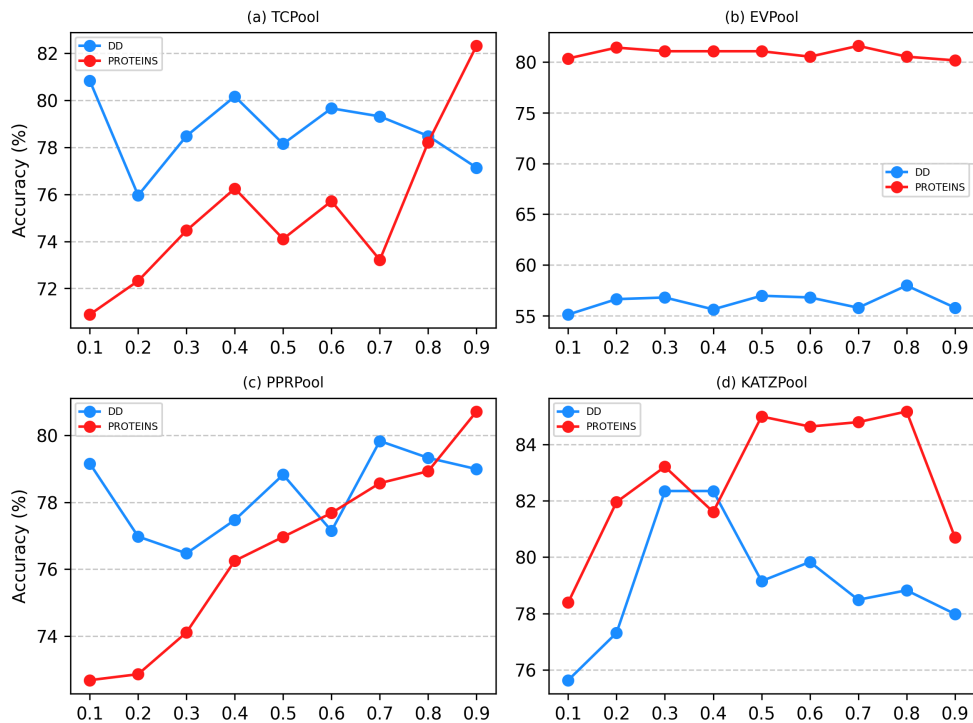 (a) TCPool
DD
PROTEINS
Accuracy (%)
82
80
78
76
74
72
0.1 0.2 0.3 0.4 0.5 0.6 0.7 0.8 0.9
(b) EVPool
DD
PROTEINS
80
75
70
65
60
55
0.1 0.2 0.3 0.4 0.5 0.6 0.7 0.8 0.9
(c) PPRPool
DD
PROTEINS
Accuracy (%)
80
78
76
74
0.1 0.2 0.3 0.4 0.5 0.6 0.7 0.8 0.9
(d) KATZPool
DD
PROTEINS
84
82
80
78
76
0.1 0.2 0.3 0.4 0.5 0.6 0.7 0.8 0.9